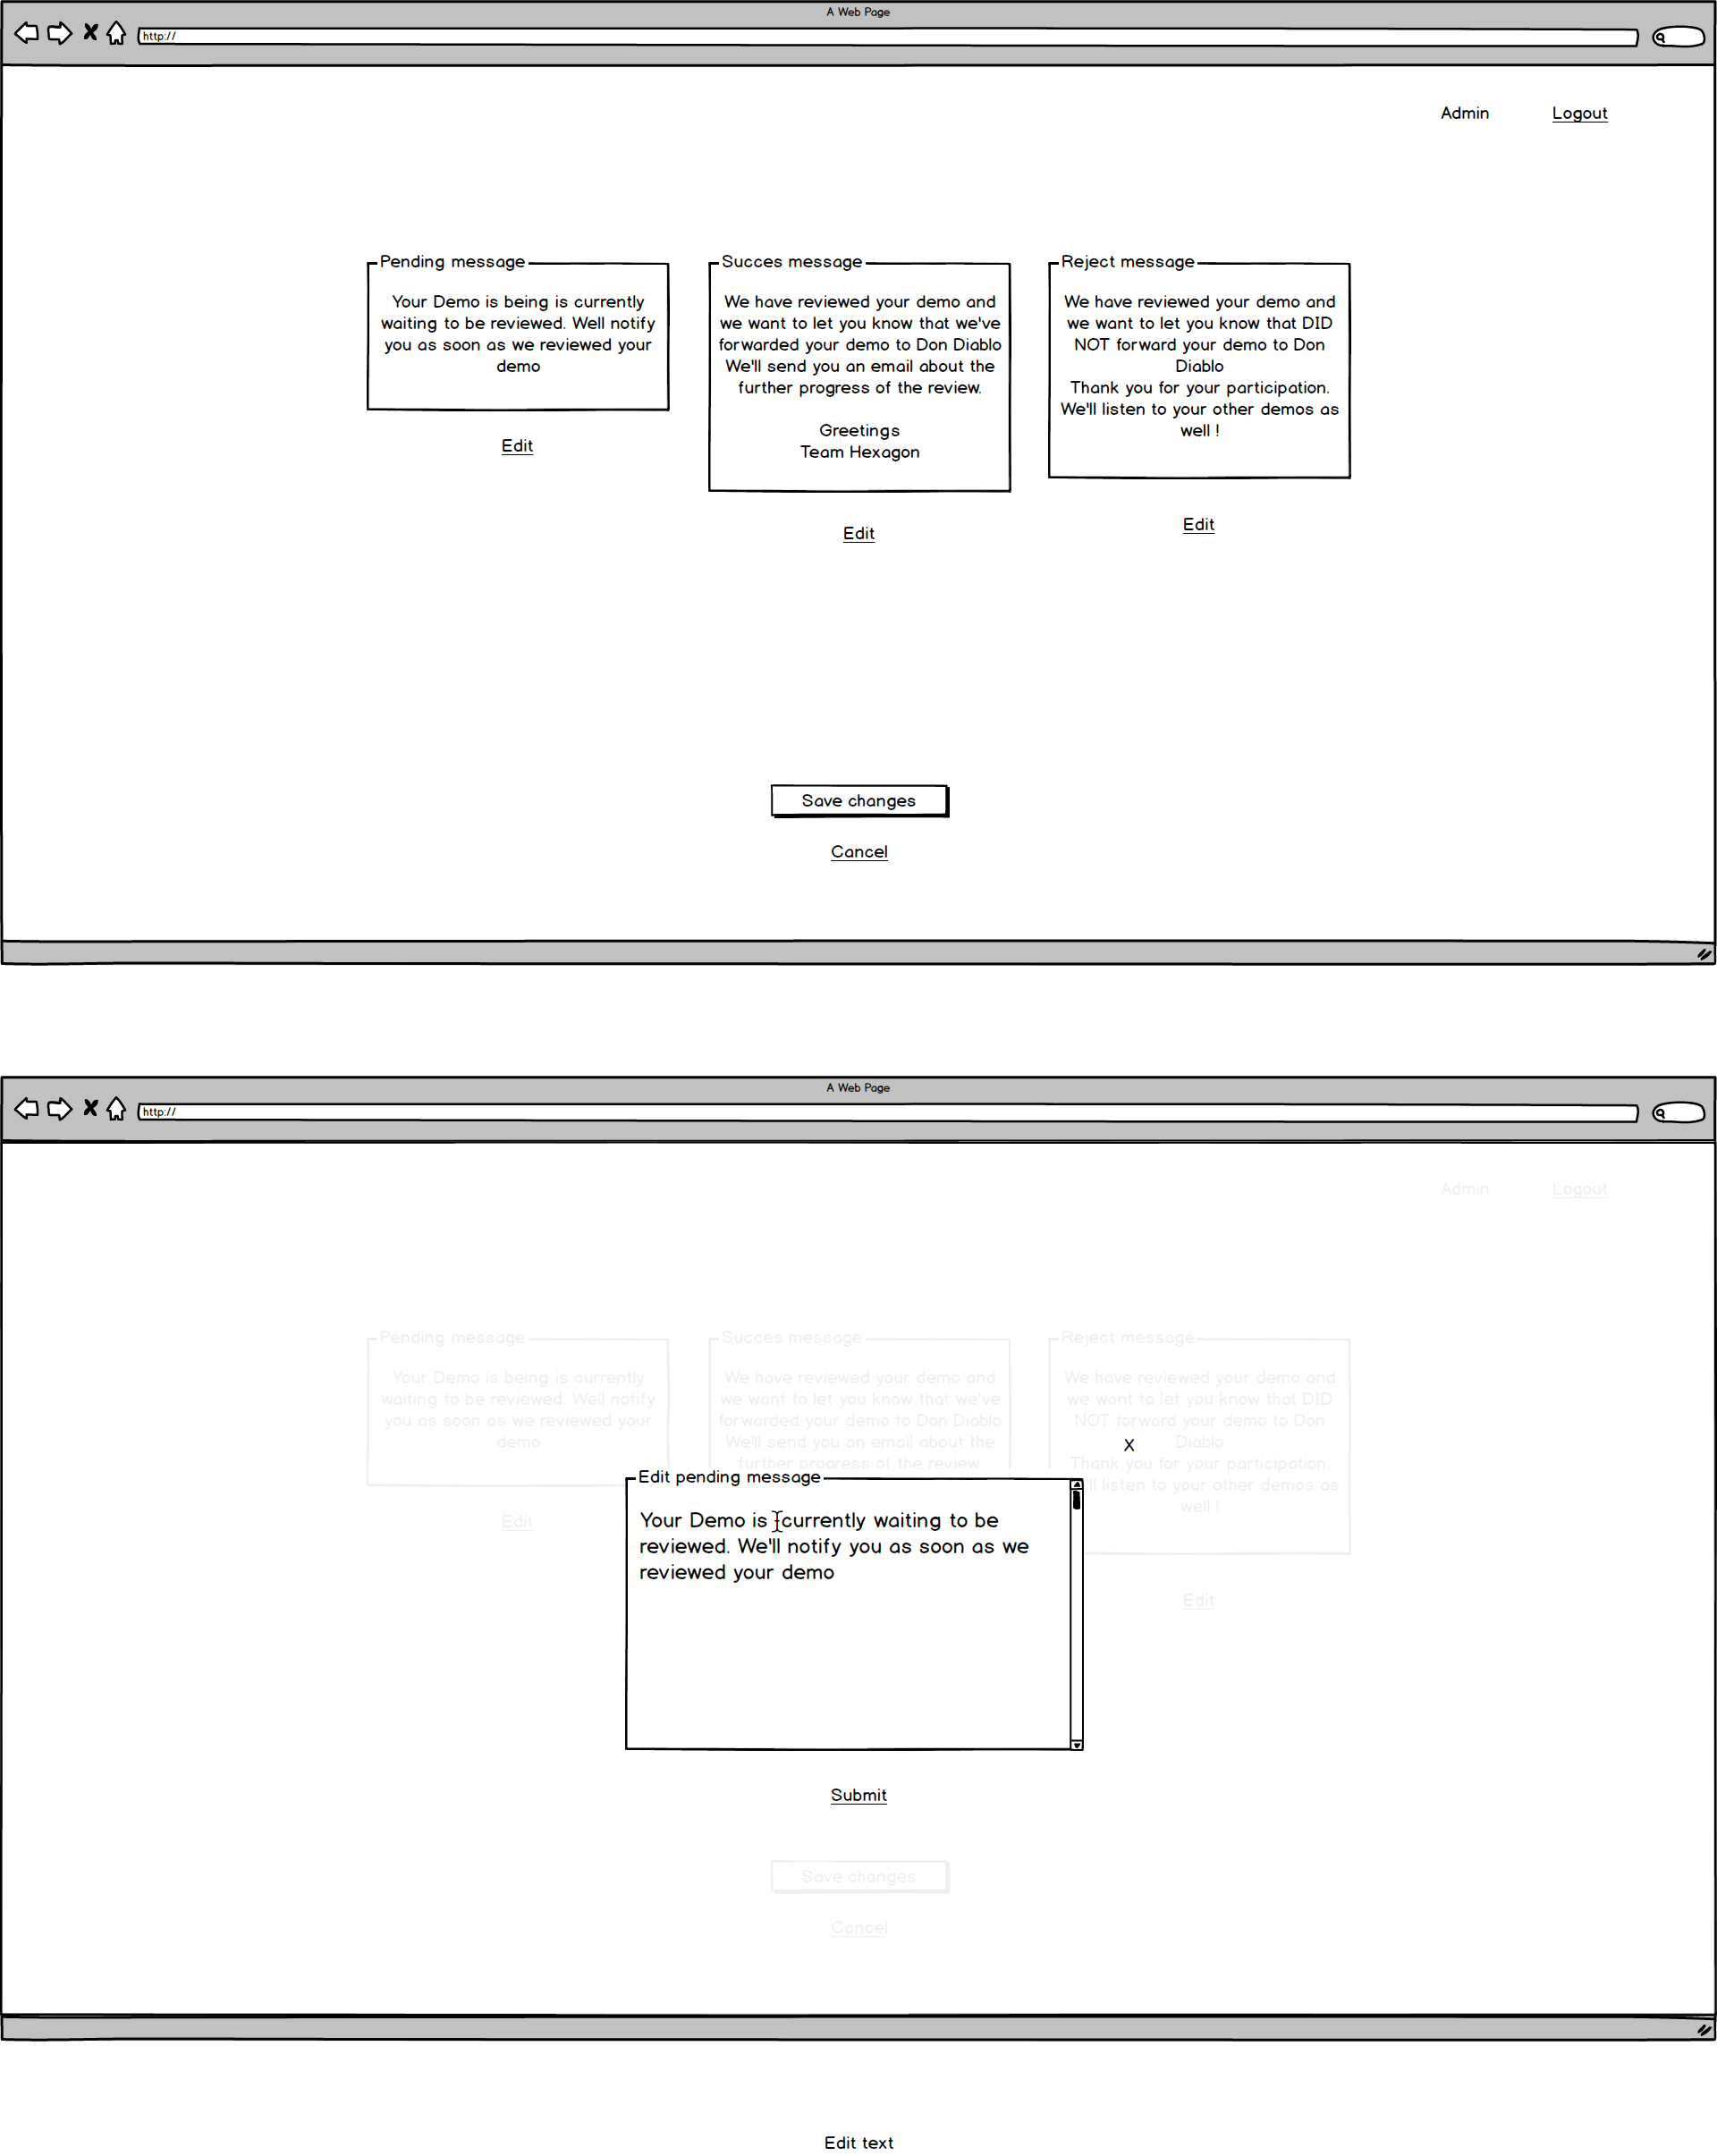 A Web Page
http://
Admin
Logout
Pending message
Your Demo is being is currently
waiting to be reviewed. Well notify
you as soon as we reviewed your
demo
Edit
Succes message
We have reviewed your demo and
we want to let you know that we've
forwarded your demo to Don Diablo
We'll send you an email about the
further progress of the review.
Greetings
Team Hexagon
Edit
Reject message
We have reviewed your demo and
we want to let you know that DID
NOT forward your demo to Don
Diablo
Thank you for your participation.
We'll listen to your other demos as
well !
Edit
Save changes
Cancel
A Web Page
http://
Admin
Logout
Pending message
Your Demo is being is currently
waiting to be reviewed. Well notify
you as soon as we reviewed your
demo
Edit
Succes message
We have reviewed your demo and
we want to let you know that we've
forwarded your demo to Don Diablo
We'll send you an email about the
further progress of the review.
Reject message
We have reviewed your demo and
we want to let you know that DID
NOT forward your demo to Don
Diablo
Thank you for your participation.
listen to your other demos as
well !
Edit
X
Edit pending message
Your Demo is currently waiting to be
reviewed. We'll notify you as soon as we
reviewed your demo
Submit
Save changes
Cancel
Edit text